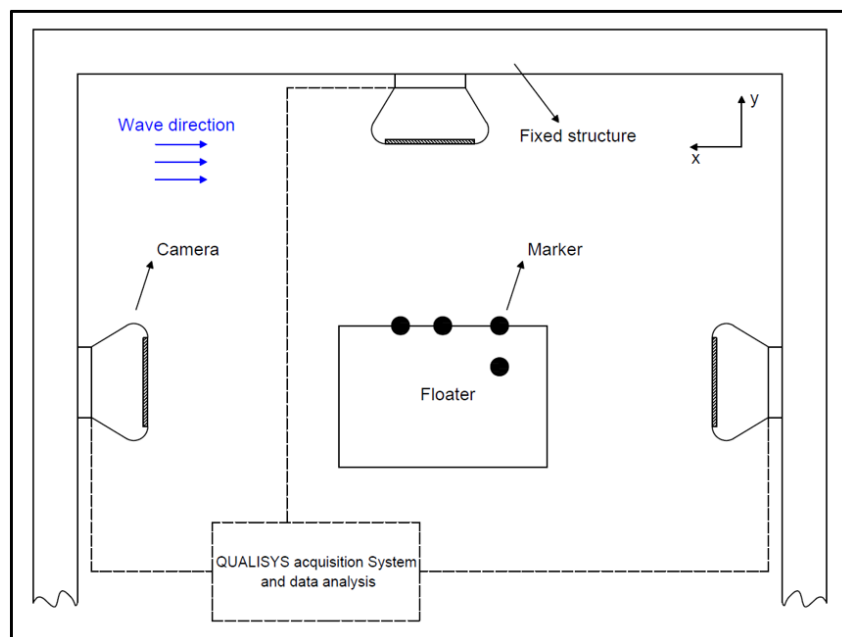 Wave direction
y
Fixed structure
x
Camera
Marker
Floater
QUALISYS acquisition System
and data analysis